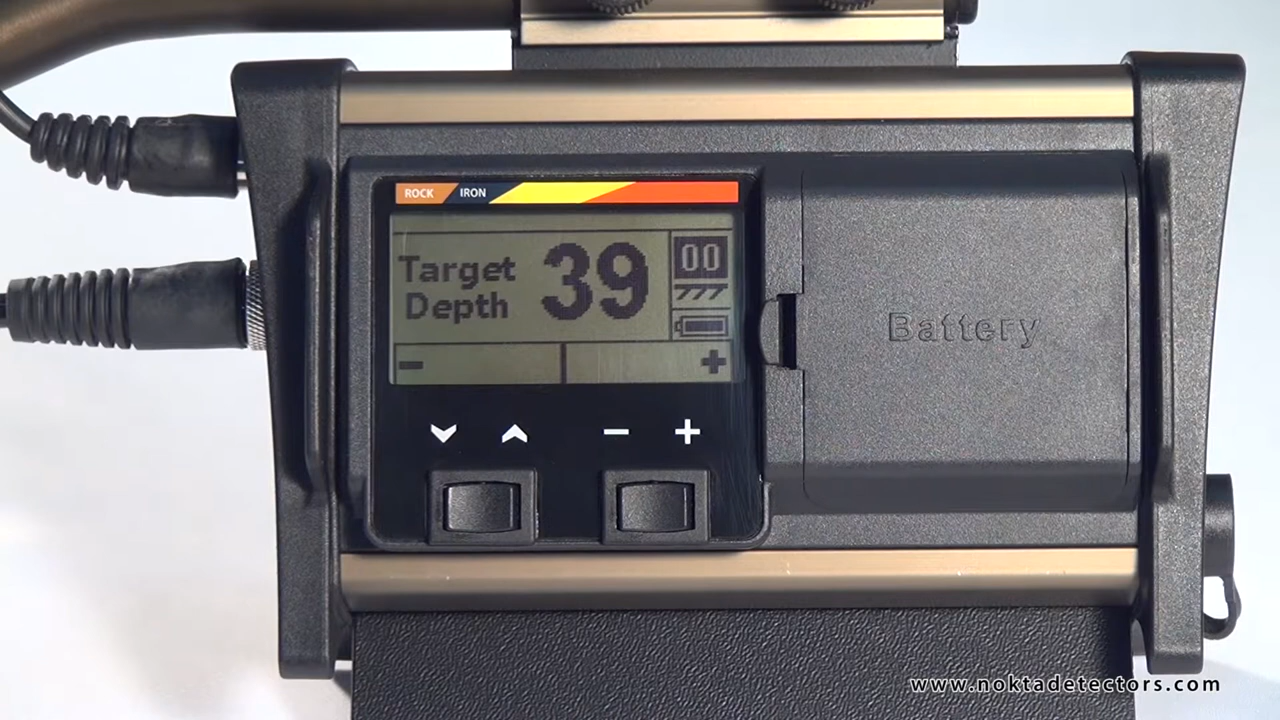 ROCK IRON
Target Depth 39
00
- +
- +
Battery
www.noktadetectors.com